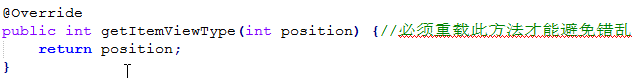 @Override
public int getItemViewType(int position) {//必须重载此方法才能避免错乱
    return position;
}